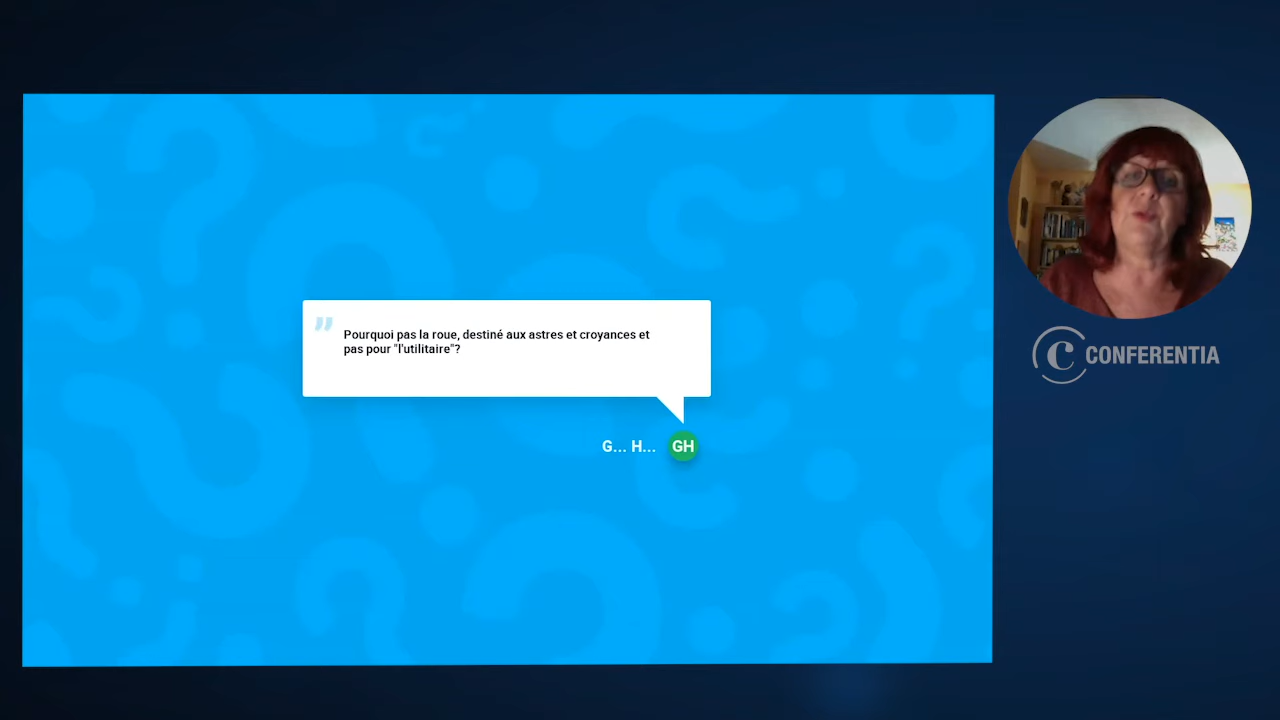 Pourquoi pas la roue, destiné aux astres et croyances et
pas pour "l'utilitaire"?
G... H...
GH
CONFERENTIA